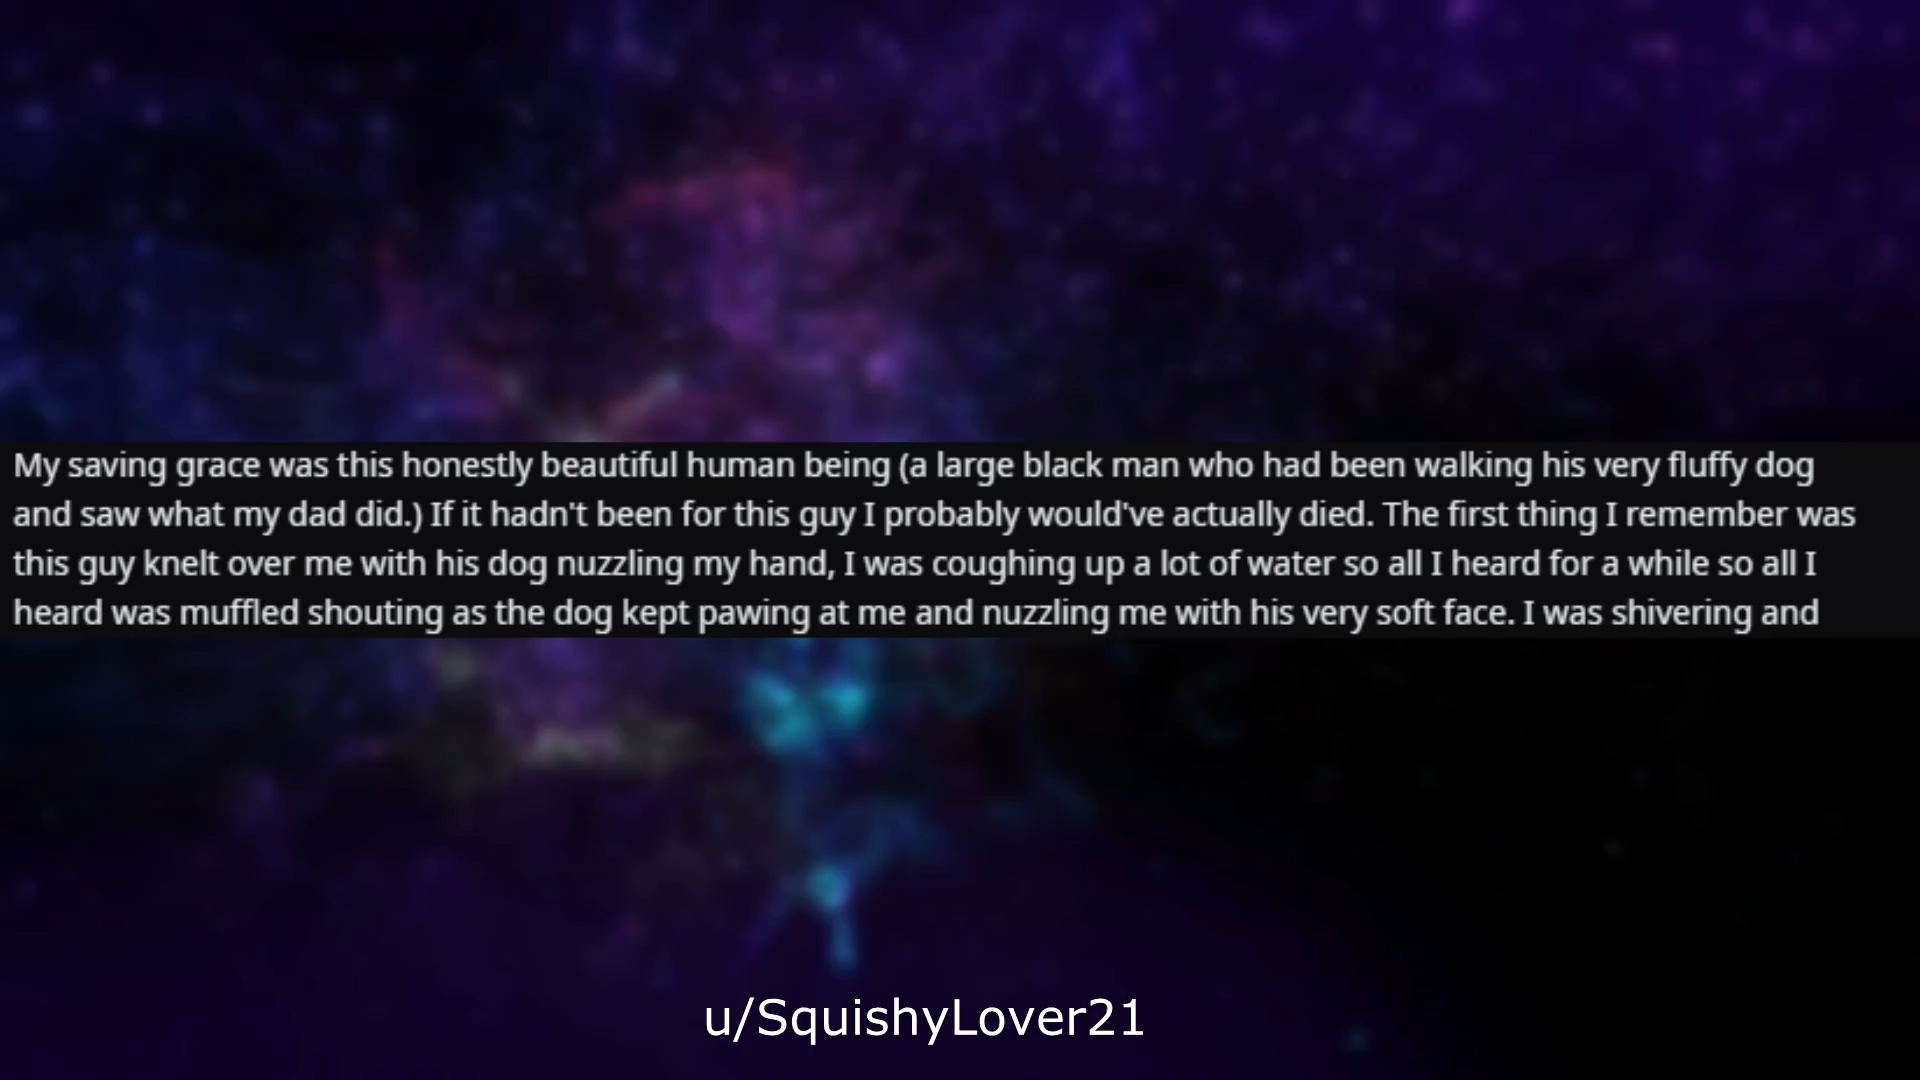 My saving grace was this honestly beautiful human being (a large black man who had been walking his very fluffy dog
and saw what my dad did.) If it hadn't been for this guy I probably would've actually died. The first thing I remember was
this guy knelt over me with his dog nuzzling my hand, I was coughing up a lot of water so all I heard for a while so all I
heard was muffled shouting as the dog kept pawing at me and nuzzling me with his very soft face. I was shivering and
u/SquishyLover21